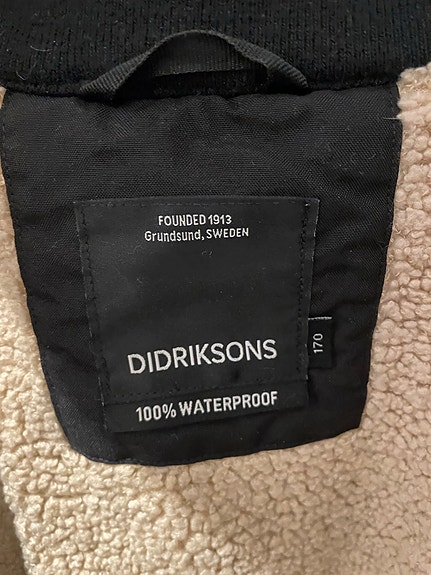 FOUNDED 1913
Grundsund, SWEDEN
DIDRIKSONS
170
100% WATERPROOF